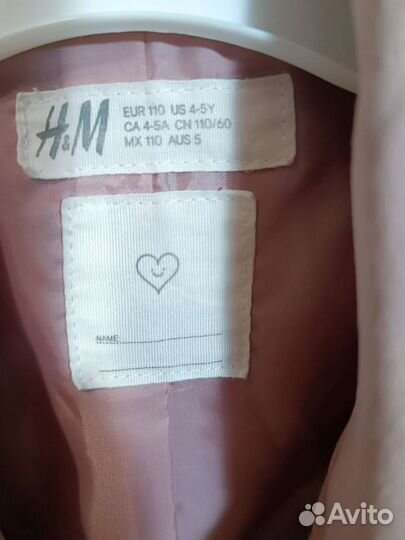 H&M
EUR 110 US 4-5Y
CA 4-5A CN 110/60
MX 110 AUS 5
NAME
Avito